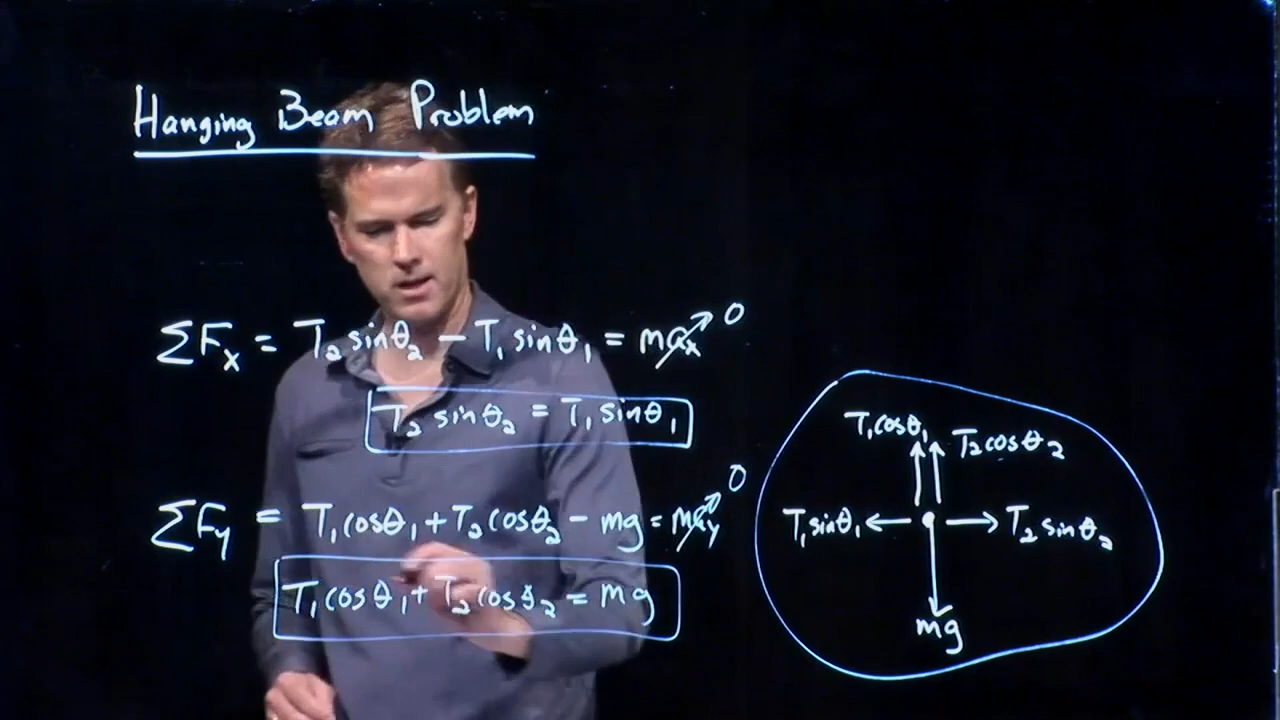 Hanging Beam Problem
ΣFₓ = T₂ sinθ₂ − T₁ sinθ₁ = maₓ 0
T₂ sinθ₂ = T₁ sinθ₁
ΣFy = T₁cosθ₁ + T₂cosθ₂ − mg = may 0
T₁cosθ₁ + T₂cosθ₂ = mg
T₁cosθ₁ T₂cosθ₂
T₁sinθ₁ T₂ sinθ₂
mg